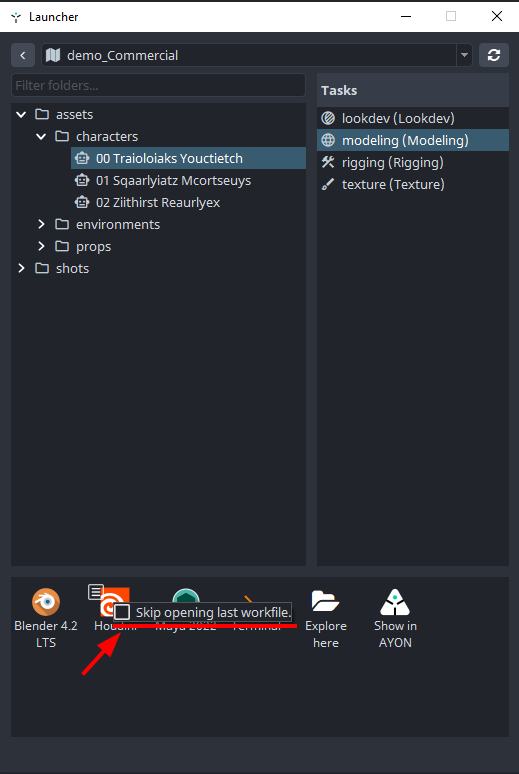 Launcher
demo_Commercial
Filter folders...
assets
characters
00 Traioloiaks Youctietch
01 Sqaarlyiatz Mcortseuys
02 Ziithirst Reaurlyex
environments
props
shots
Tasks
lookdev (Lookdev)
modeling (Modeling)
rigging (Rigging)
texture (Texture)
Skip opening last workfile.
Blender 4.2
LTS
Houdini
Maya 2022
Terminal
Explore
here
Show in
AYON